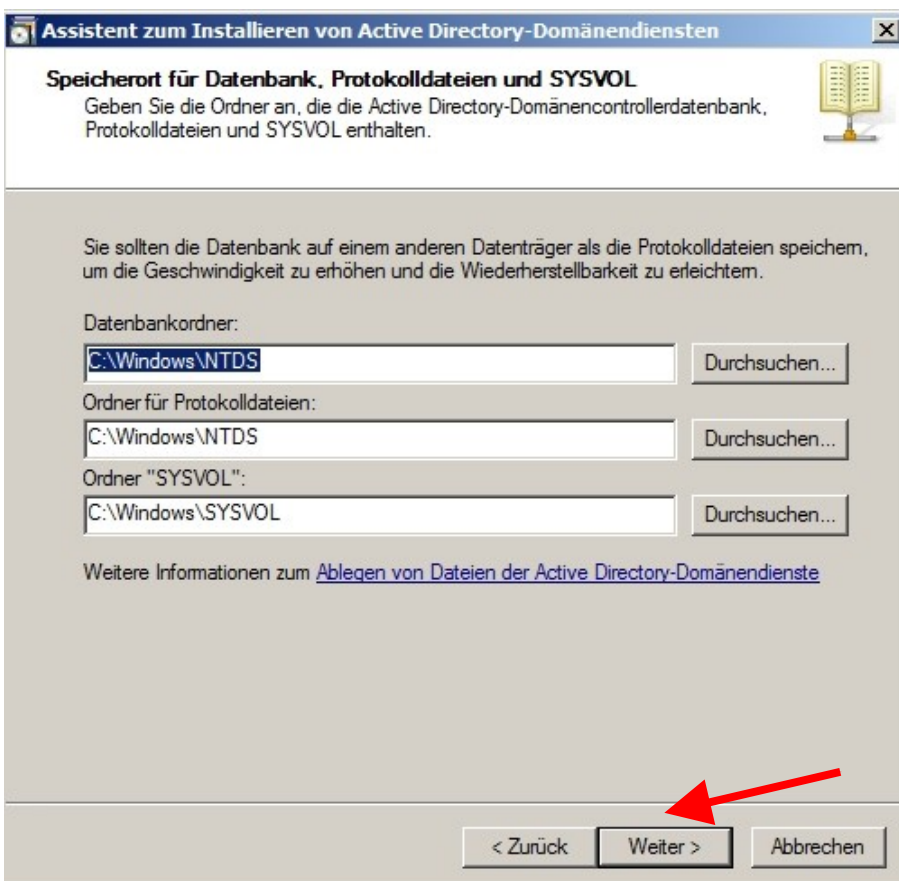 Assistent zum Installieren von Active Directory-Domänendiensten
Speicherort für Datenbank, Protokolldateien und SYSVOL
Geben Sie die Ordner an, die die Active Directory-Domänencontrollerdatenbank,
Protokolldateien und SYSVOL enthalten.
Sie sollten die Datenbank auf einem anderen Datenträger als die Protokolldateien speichern,
um die Geschwindigkeit zu erhöhen und die Wiederherstellbarkeit zu erleichtern.
Datenbankordner:
C:\Windows\NTDS Durchsuchen...
Ordner für Protokolldateien:
C:\Windows\NTDS Durchsuchen...
Ordner "SYSVOL":
C:\Windows\SYSVOL Durchsuchen...
Weitere Informationen zum Ablegen von Dateien der Active Directory-Domänendienste
< Zurück Weiter > Abbrechen